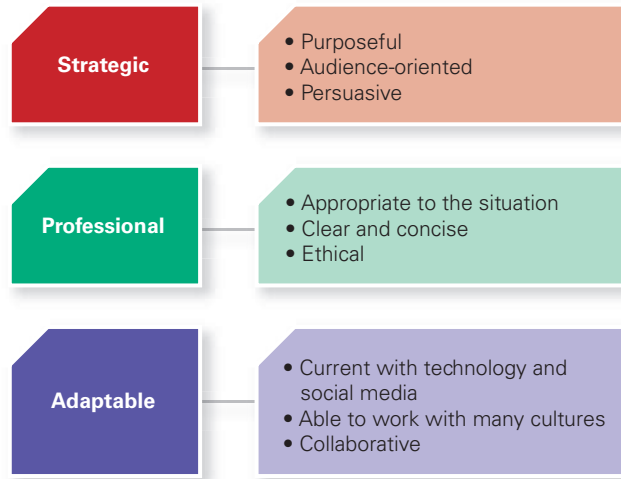 Strategic
• Purposeful
• Audience-oriented
• Persuasive
Professional
• Appropriate to the situation
• Clear and concise
• Ethical
Adaptable
• Current with technology and
social media
• Able to work with many cultures
• Collaborative